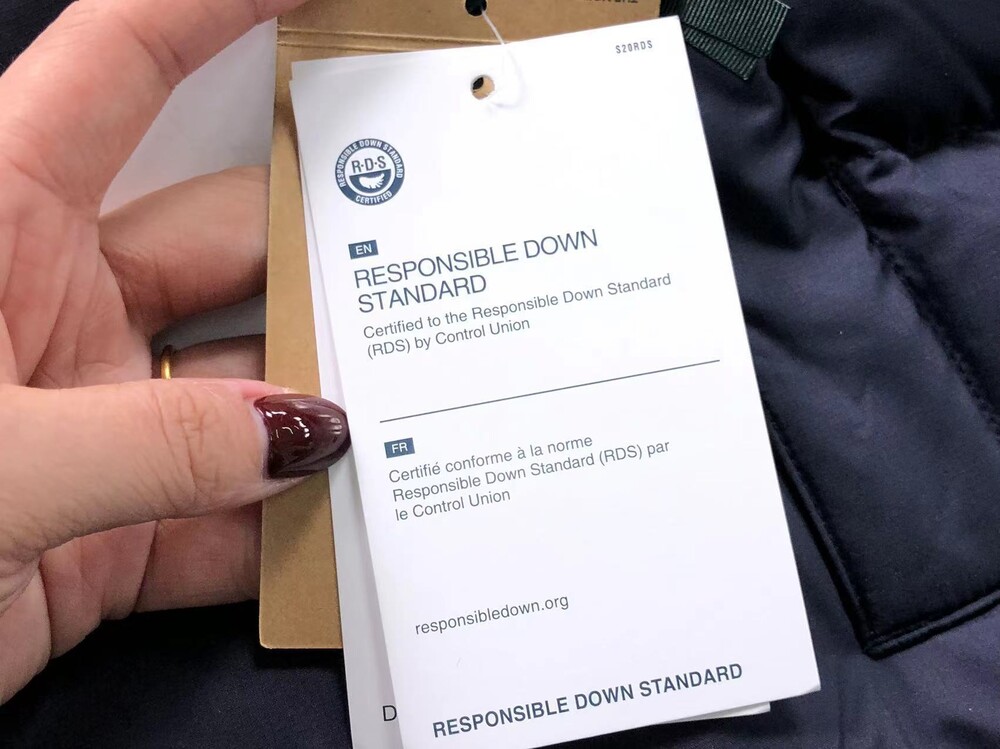 S20RDS
RESPONSIBLE DOWN STANDARD
R·D·S
CERTIFIED
EN
RESPONSIBLE DOWN
STANDARD
Certified to the Responsible Down Standard
(RDS) by Control Union
FR
Certifié conforme à la norme
Responsible Down Standard (RDS) par
le Control Union
responsibledown.org
D
RESPONSIBLE DOWN STANDARD